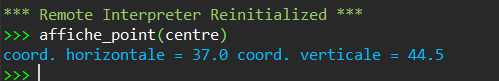 *** Remote Interpreter Reinitialized ***
>>> affiche_point(centre)
coord. horizontale = 37.0 coord. verticale = 44.5
>>>